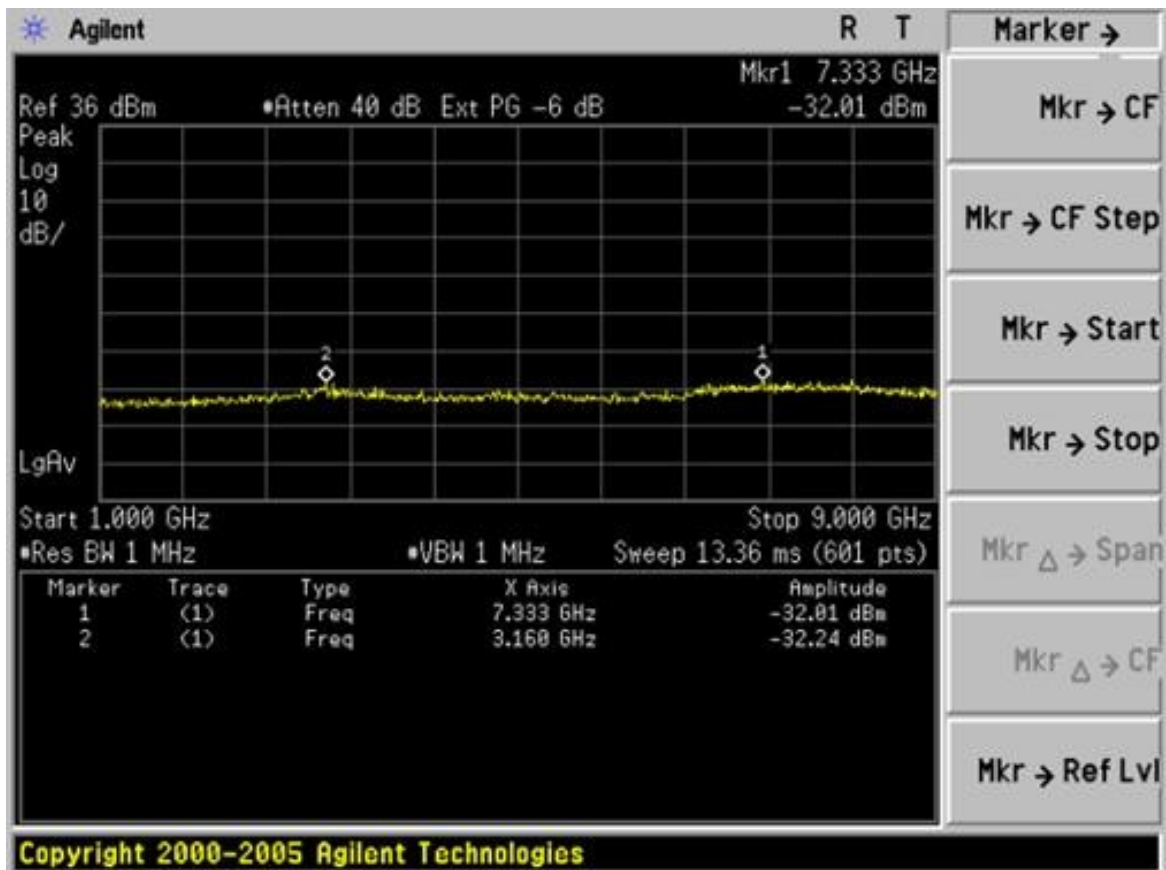 Agilent R T Marker →
Mkr1 7.333 GHz
Ref 36 dBm •Atten 40 dB Ext PG -6 dB -32.01 dBm
Peak
Log
10
dB/
2
1
LgAv
Start 1.000 GHz Stop 9.000 GHz
•Res BW 1 MHz •VBW 1 MHz Sweep 13.36 ms (601 pts)
Marker Trace Type X Axis Amplitude
1 (1) Freq 7.333 GHz -32.01 dBm
2 (1) Freq 3.160 GHz -32.24 dBm
Mkr → CF
Mkr → CF Step
Mkr → Start
Mkr → Stop
Mkr Δ → Span
Mkr Δ → CF
Mkr → Ref Lvl
Copyright 2000-2005 Agilent Technologies